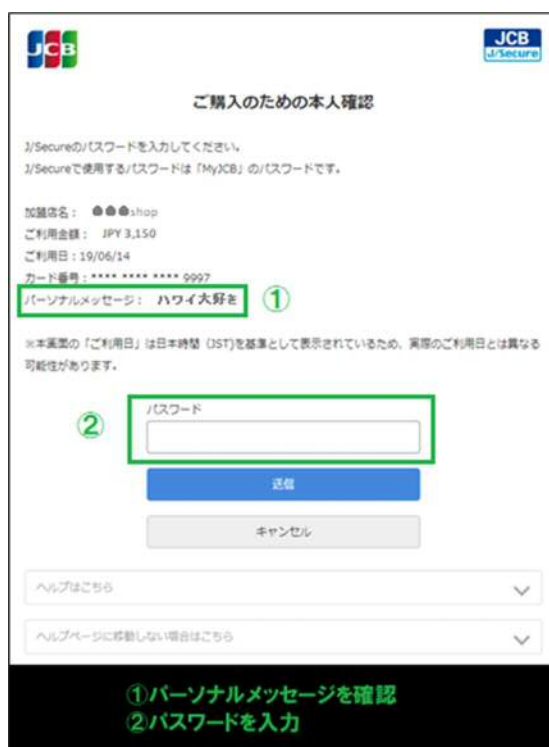 JCB
JCB
J/Secure
ご購入のための本人確認
J/Secureのパスワードを入力してください。
J/Secureで使用するパスワードは「MyJCB」のパスワードです。
加盟店名： ●●●shop
ご利用金額： JPY 3,150
ご利用日：19/06/14
カード番号：**** **** **** 9997
パーソナルメッセージ： ハワイ大好き ①
※本画面の「ご利用日」は日本時間（JST)を基準として表示されているため、実際のご利用日とは異なる
可能性があります。
② パスワード
送信
キャンセル
ヘルプはこちら
ヘルプページに移動しない場合はこちら
①パーソナルメッセージを確認
②パスワードを入力